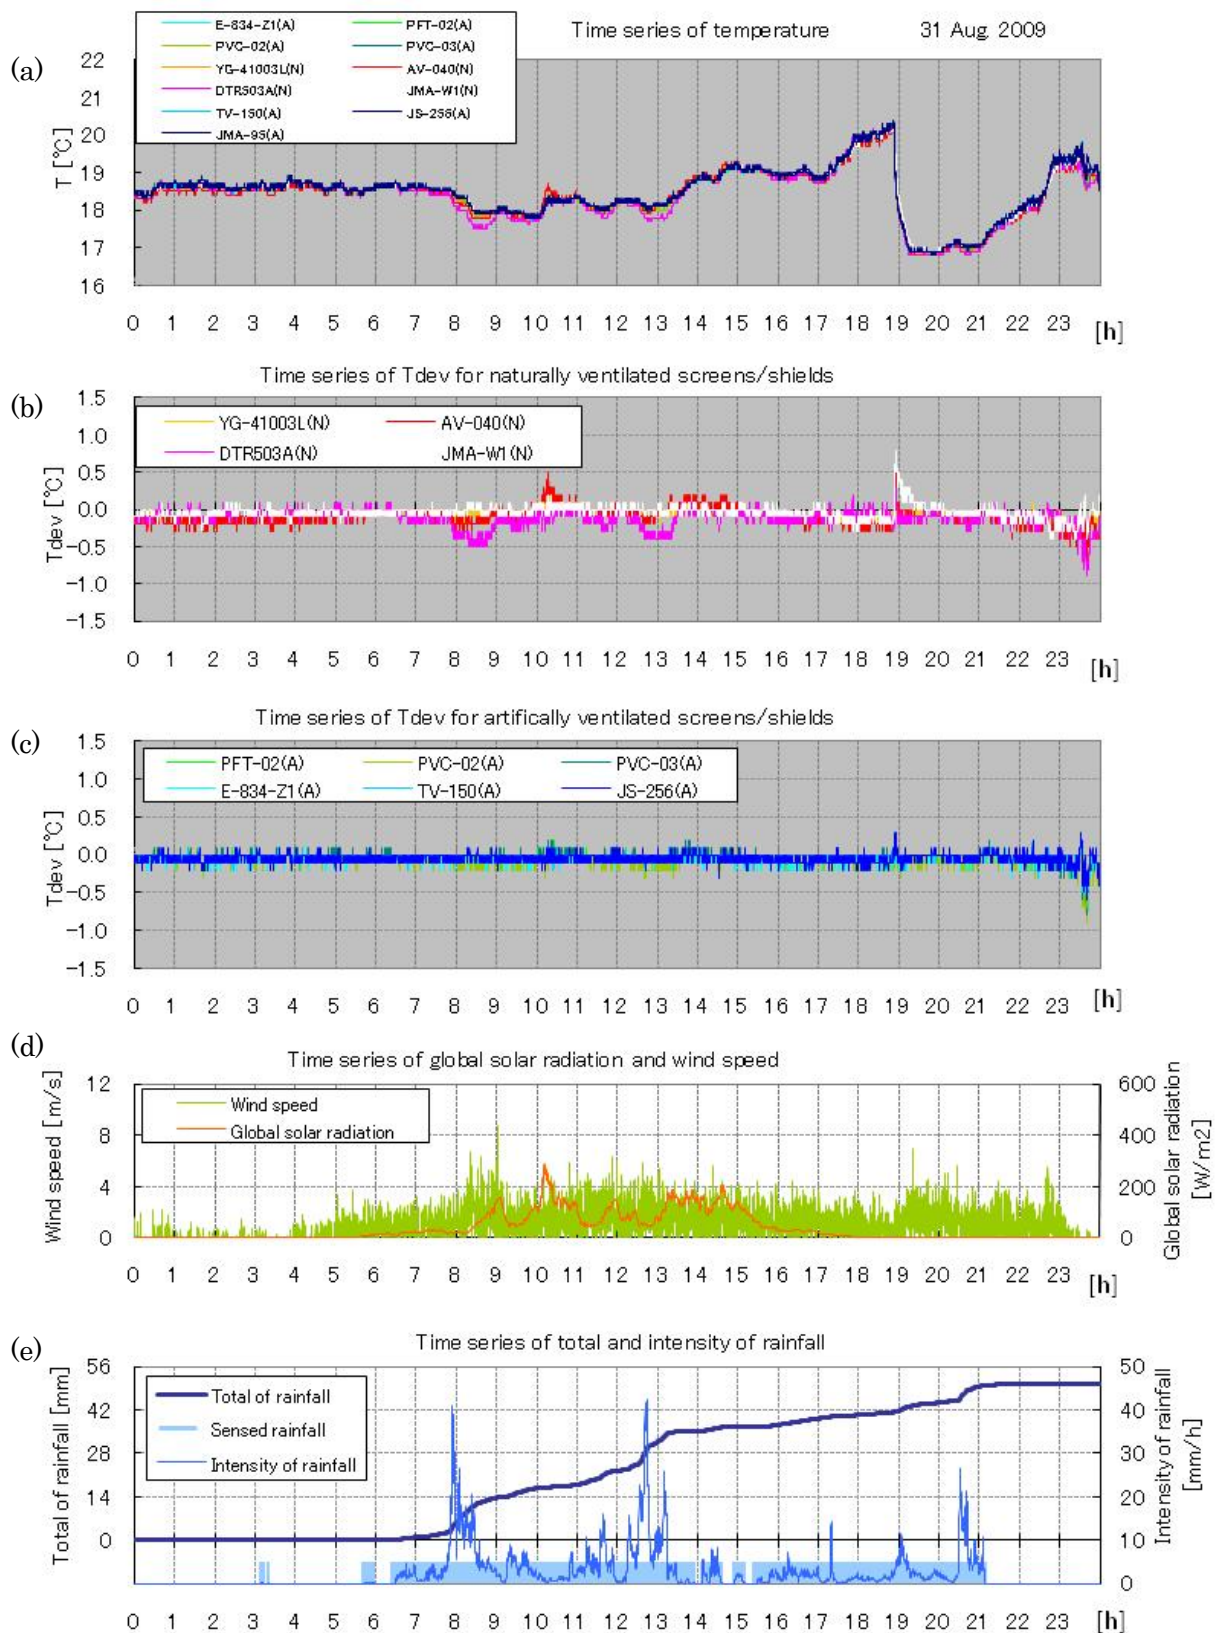 Time series of temperature 31 Aug 2009
(a)
E-834-Z1(A) PFT-02(A)
PVC-02(A) PVC-03(A)
YG-41003L(N) AV-040(N)
DTR503A(N) JMA-W1(N)
TV-150(A) JS-256(A)
JMA-95(A)
T [℃]
22
21
20
19
18
17
16
0 1 2 3 4 5 6 7 8 9 10 11 12 13 14 15 16 17 18 19 20 21 22 23 [h]
Time series of Tdev for naturally ventilated screens/shields
(b)
YG-41003L(N) AV-040(N)
DTR503A(N) JMA-W1(N)
Tdev [℃]
1.5
1.0
0.5
0.0
-0.5
-1.0
-1.5
0 1 2 3 4 5 6 7 8 9 10 11 12 13 14 15 16 17 18 19 20 21 22 23 [h]
Time series of Tdev for artifically ventilated screens/shields
(c)
PFT-02(A) PVC-02(A) PVC-03(A)
E-834-Z1(A) TV-150(A) JS-256(A)
Tdev [℃]
1.5
1.0
0.5
0.0
-0.5
-1.0
-1.5
0 1 2 3 4 5 6 7 8 9 10 11 12 13 14 15 16 17 18 19 20 21 22 23 [h]
(d)
Time series of global solar radiation and wind speed
Wind speed
Global solar radiation
Wind speed [m/s]
12
8
4
0
600
400
200
0
Global solar radiation
[W/m2]
0 1 2 3 4 5 6 7 8 9 10 11 12 13 14 15 16 17 18 19 20 21 22 23 [h]
(e)
Time series of total and intensity of rainfall
Total of rainfall
Sensed rainfall
Intensity of rainfall
Total of rainfall [mm]
56
42
28
14
0
50
40
30
20
10
0
Intensity of rainfall
[mm/h]
0 1 2 3 4 5 6 7 8 9 10 11 12 13 14 15 16 17 18 19 20 21 22 23 [h]